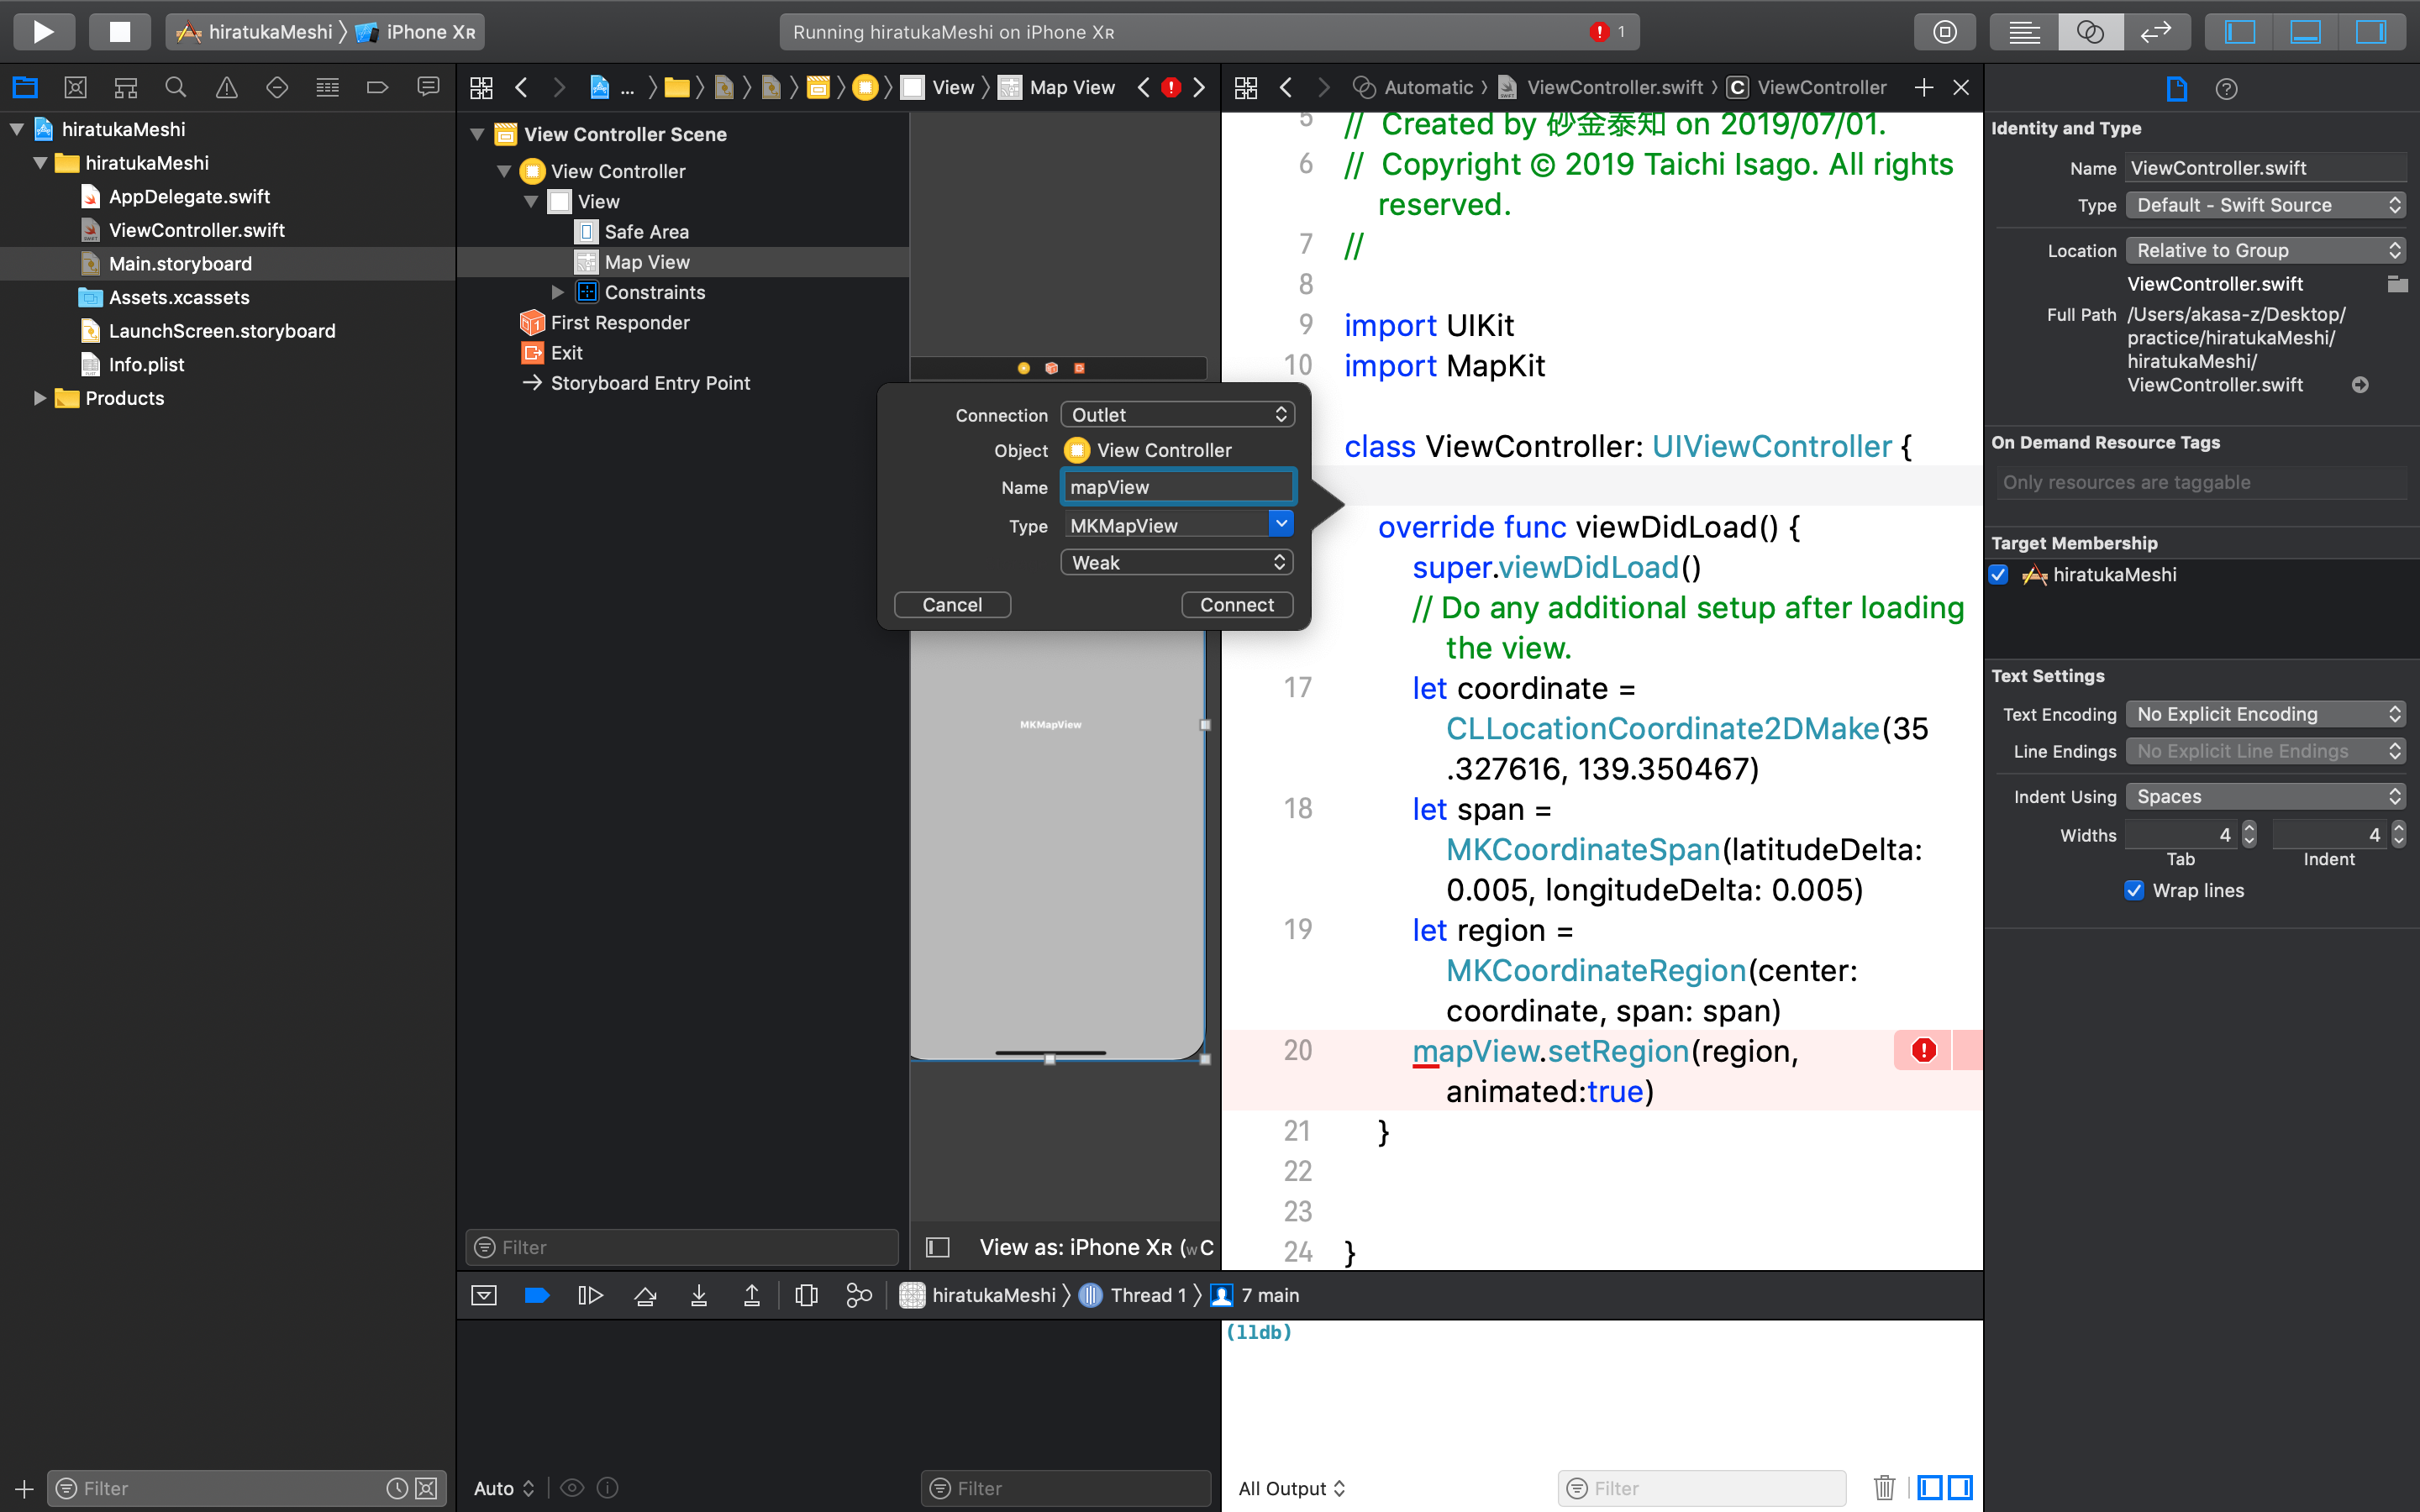 hiratukaMeshi
iPhone XR
Running hiratukaMeshi on iPhone XR
1
...
View
Map View
Automatic
ViewController.swift
C
ViewController
hiratukaMeshi
hiratukaMeshi
AppDelegate.swift
ViewController.swift
Main.storyboard
Assets.xcassets
LaunchScreen.storyboard
Info.plist
Products
View Controller Scene
View Controller
View
Safe Area
Map View
Constraints
First Responder
Exit
Storyboard Entry Point
Connection Outlet
Object View Controller
Name mapView
Type MKMapView
Weak
Cancel Connect
MKMapView
Filter
View as: iPhone XR (wC
5 // Created by 砂金泰知 on 2019/07/01.
6 // Copyright © 2019 Taichi Isago. All rights
reserved.
7 //
8
9 import UIKit
10 import MapKit
class ViewController: UIViewController {
override func viewDidLoad() {
super.viewDidLoad()
// Do any additional setup after loading
the view.
17 let coordinate =
CLLocationCoordinate2DMake(35
.327616, 139.350467)
18 let span =
MKCoordinateSpan(latitudeDelta:
0.005, longitudeDelta: 0.005)
19 let region =
MKCoordinateRegion(center:
coordinate, span: span)
20 mapView.setRegion(region,
animated:true)
21 }
22
23
24 }
Identity and Type
Name ViewController.swift
Type Default - Swift Source
Location Relative to Group
ViewController.swift
Full Path /Users/akasa-z/Desktop/
practice/hiratukaMeshi/
hiratukaMeshi/
ViewController.swift
On Demand Resource Tags
Only resources are taggable
Target Membership
hiratukaMeshi
Text Settings
Text Encoding No Explicit Encoding
Line Endings No Explicit Line Endings
Indent Using Spaces
Widths 4 4
Tab Indent
Wrap lines
hiratukaMeshi
Thread 1
7 main
(lldb)
Filter
Auto
Filter
All Output
Filter